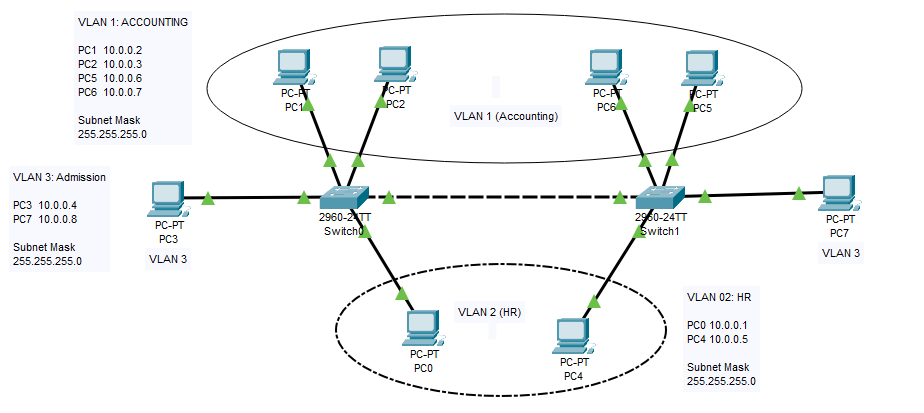 VLAN 1: ACCOUNTING
PC1 10.0.0.2
PC2 10.0.0.3
PC5 10.0.0.6
PC6 10.0.0.7
Subnet Mask
255.255.255.0
PC-PT
PC1
PC-PT
PC2
VLAN 1 (Accounting)
PC-PT
PC6
PC-PT
PC5
VLAN 3: Admission
PC3 10.0.0.4
PC7 10.0.0.8
Subnet Mask
255.255.255.0
PC-PT
PC3
VLAN 3
2960-24TT
Switch0
2960-24TT
Switch1
PC-PT
PC7
VLAN 3
VLAN 2 (HR)
PC-PT
PC0
PC-PT
PC4
VLAN 02: HR
PC0 10.0.0.1
PC4 10.0.0.5
Subnet Mask
255.255.255.0